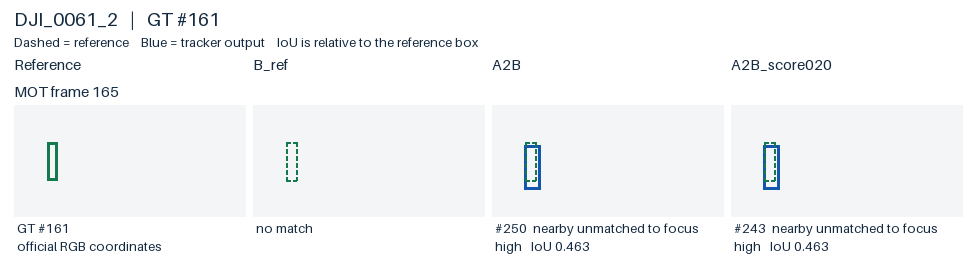 DJI_0061_2 | GT #161
Dashed = reference Blue = tracker output IoU is relative to the reference box
Reference B_ref A2B A2B_score020
MOT frame 165
GT #161 no match #250 nearby unmatched to focus #243 nearby unmatched to focus
official RGB coordinates high IoU 0.463 high IoU 0.463